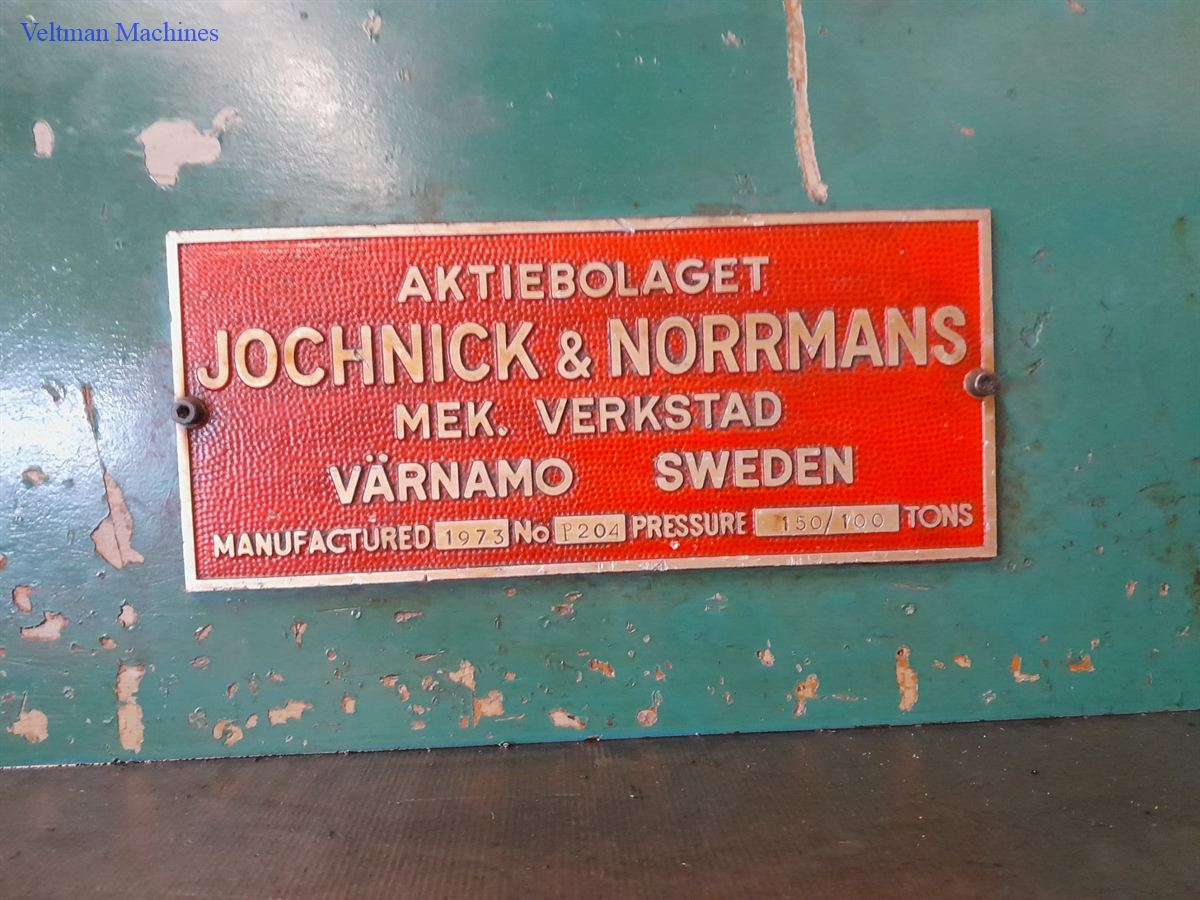 Veltman Machines
AKTIEBOLAGET
JOCHNICK & NORRMANS
MEK. VERKSTAD
VÄRNAMO SWEDEN
MANUFACTURED 1973 No P204 PRESSURE 150/100 TONS